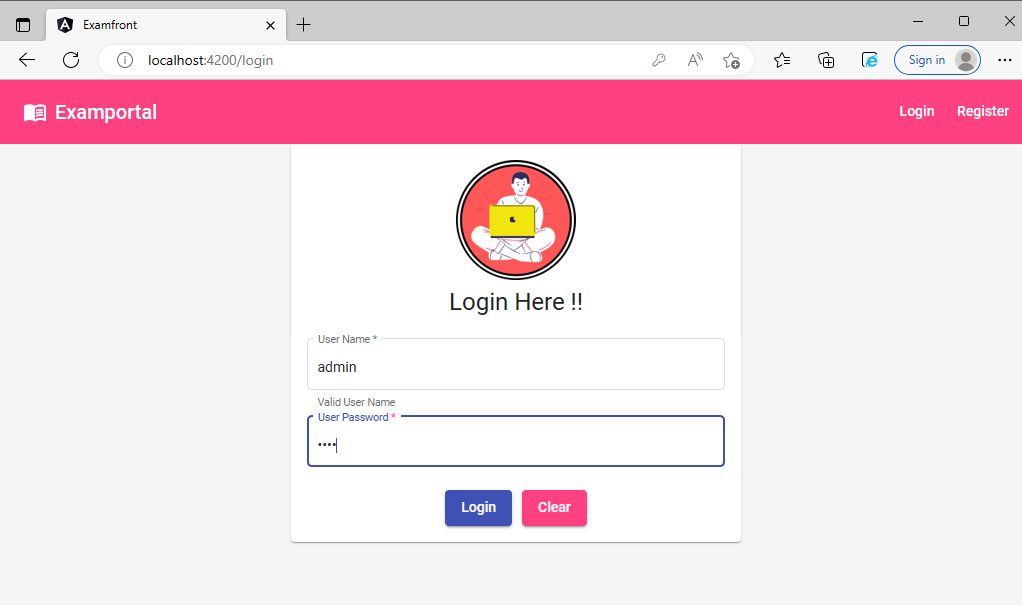 Examfront
localhost:4200/login
Sign in
Examportal
Login Register
Login Here !!
User Name *
admin
Valid User Name
User Password *
••••
Login Clear